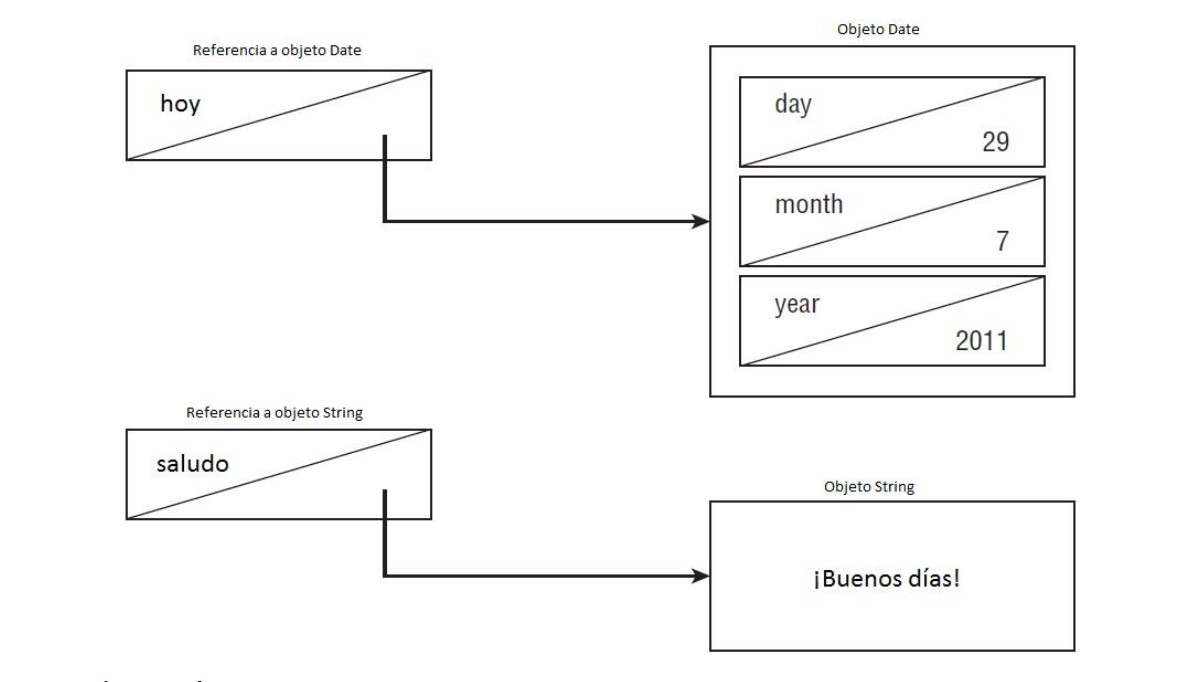 Referencia a objeto Date
hoy
Objeto Date
day
29
month
7
year
2011
Referencia a objeto String
saludo
Objeto String
¡Buenos días!